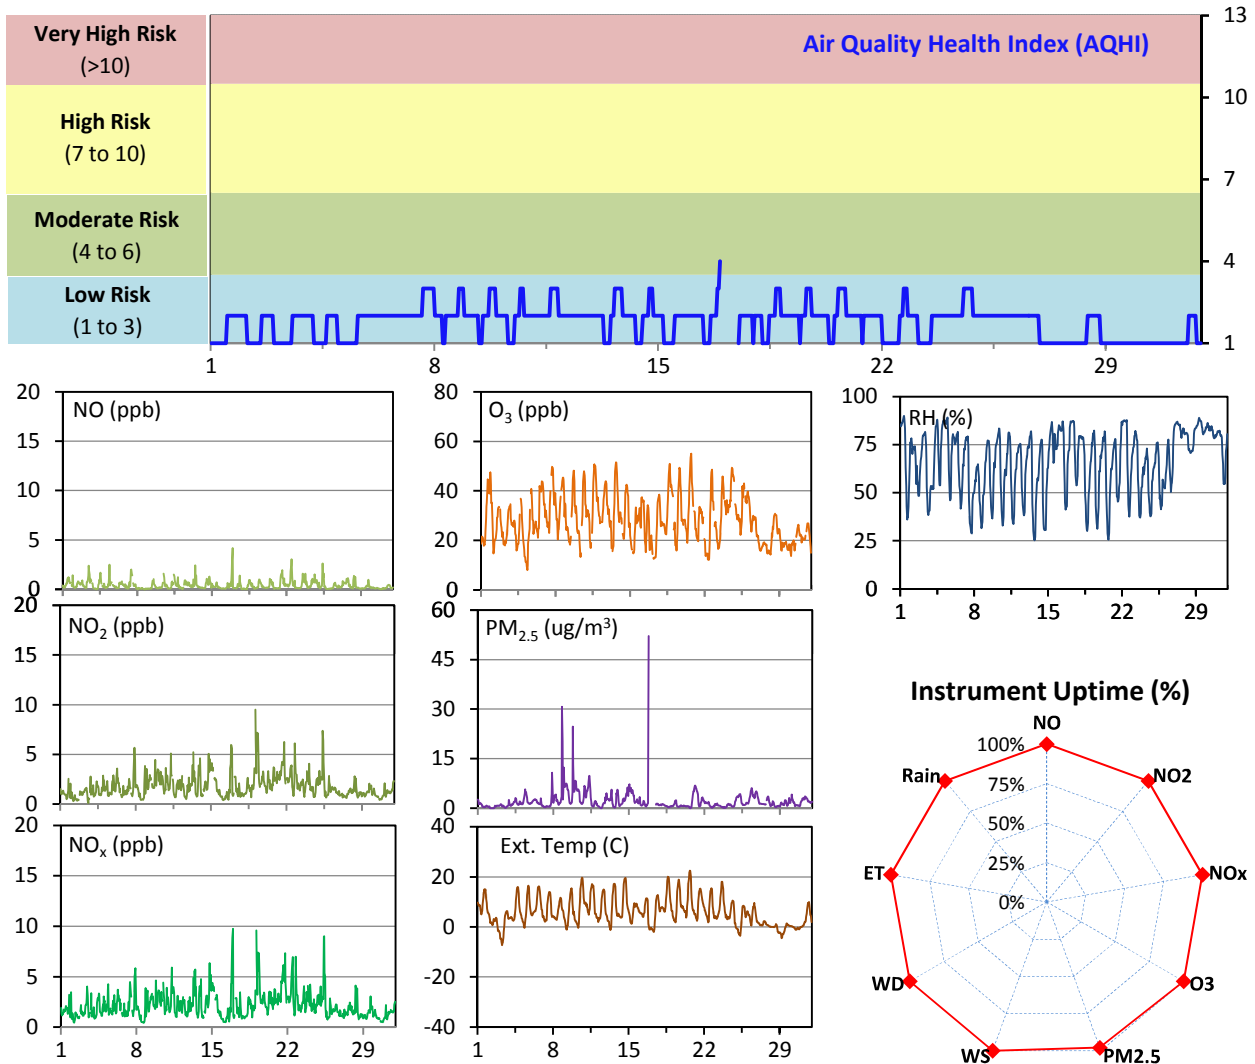 Very High Risk
(>10)
High Risk
(7 to 10)
Moderate Risk
(4 to 6)
Low Risk
(1 to 3)
Air Quality Health Index (AQHI)
13
10
7
4
1
1 8 15 22 29
NO (ppb)
20
15
10
5
0
O3 (ppb)
80
60
40
20
0
RH (%)
100
75
50
25
0
1 8 15 22 29
NO2 (ppb)
20
15
10
5
0
PM2.5 (ug/m³)
60
45
30
15
0
NOx (ppb)
20
15
10
5
0
1 8 15 22 29
Ext. Temp (C)
40
20
0
-20
-40
1 8 15 22 29
Instrument Uptime (%)
NO
NO2
NOx
O3
PM2.5
WS
WD
ET
Rain
100%
75%
50%
25%
0%